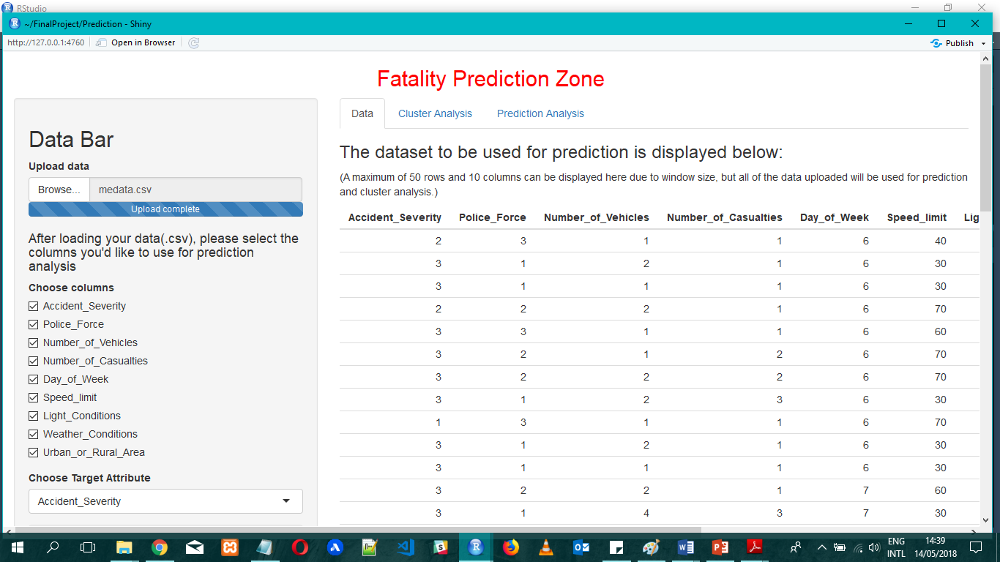 RStudio
~/FinalProject/Prediction - Shiny
http://127.0.0.1:4760 Open in Browser Publish
Fatality Prediction Zone
Data Cluster Analysis Prediction Analysis
Data Bar
Upload data
Browse... medata.csv
Upload complete
After loading your data(.csv), please select the
columns you'd like to use for prediction
analysis
Choose columns
Accident_Severity
Police_Force
Number_of_Vehicles
Number_of_Casualties
Day_of_Week
Speed_limit
Light_Conditions
Weather_Conditions
Urban_or_Rural_Area
Choose Target Attribute
Accident_Severity
The dataset to be used for prediction is displayed below:
(A maximum of 50 rows and 10 columns can be displayed here due to window size, but all of the data uploaded will be used for prediction
and cluster analysis.)
Accident_Severity Police_Force Number_of_Vehicles Number_of_Casualties Day_of_Week Speed_limit Lig
2 3 1 1 6 40
3 1 2 1 6 30
3 1 1 1 6 30
2 2 2 1 6 70
3 3 1 1 6 60
3 2 1 2 6 70
3 2 2 2 6 70
3 1 2 3 6 30
1 3 1 1 6 70
3 1 2 1 6 30
3 1 1 1 6 30
3 2 2 1 7 60
3 1 4 3 7 30
ENG
INTL
14:39
14/05/2018